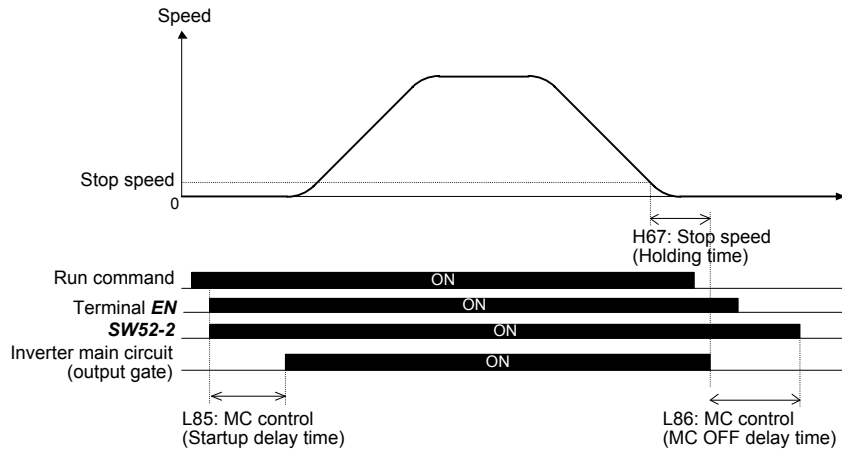 Speed
Stop speed
0
H67: Stop speed
(Holding time)
Run command
ON
Terminal EN
ON
SW52-2
ON
Inverter main circuit
(output gate)
ON
L85: MC control
(Startup delay time)
L86: MC control
(MC OFF delay time)